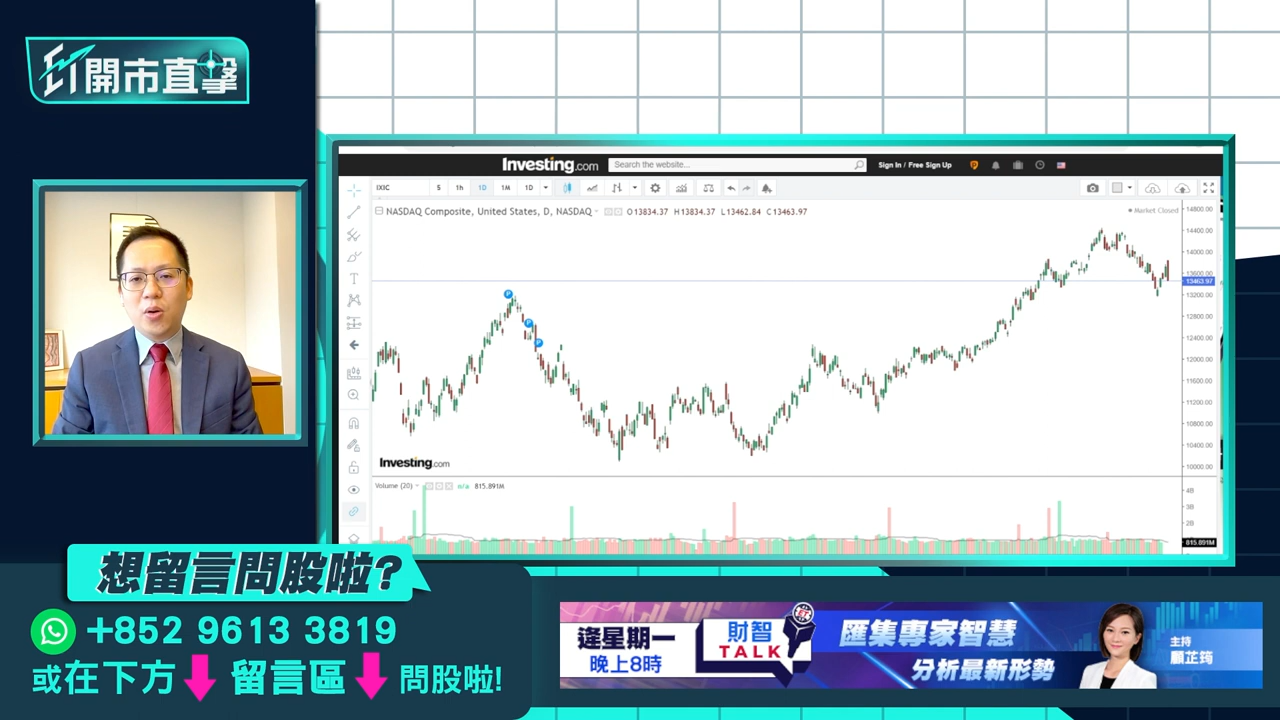 ET開市直擊
Investing.com
Search the website...
Sign In / Free Sign Up
IXIC
5 1h 1D 1M 1D
NASDAQ Composite, United States, D, NASDAQ
O13834.37 H13834.37 L13462.84 C13463.97
Market Closed
14800.00
14400.00
14000.00
13600.00
13463.97
13200.00
12800.00
12400.00
12000.00
11600.00
11200.00
10800.00
10400.00
10000.00
P
P
P
Investing.com
Volume (20) n/a 815.891M
4B
3B
2B
815.891M
想留言問股啦?
+852 9613 3819
或在下方 留言區 問股啦!
逢星期一
晚上8時
財智
TALK
匯集專家智慧
分析最新形勢
主持
顧芷筠